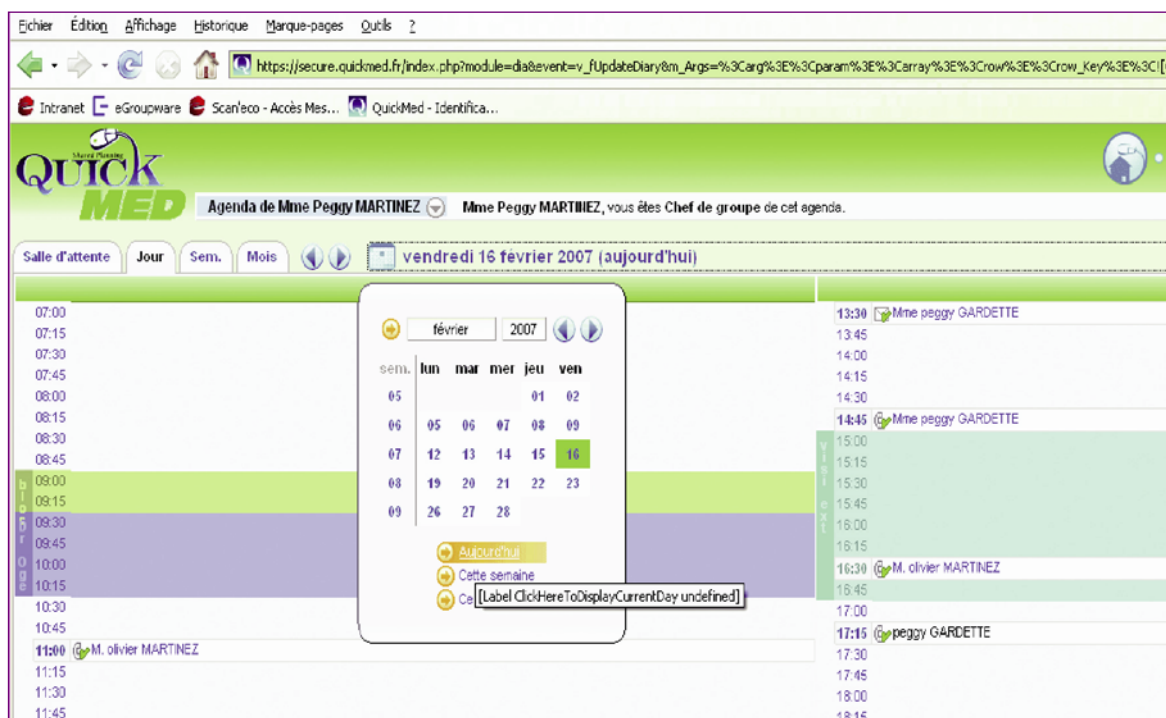 Fichier Édition Affichage Historique Marque-pages Outils ?
https://secure.quickmed.fr/index.php?module=dia&event=v_fUpdateDiary&m_Args=%3Carg%3E%3Cparam%3E%3Carray%3E%3Crow%3E%3Crow_Key%3E%3C![
Intranet eGroupware Scan'eco - Accès Mes... QuickMed - Identifica...
Shared Planning
QUICK
MED
Agenda de Mme Peggy MARTINEZ Mme Peggy MARTINEZ, vous êtes Chef de groupe de cet agenda.
Salle d'attente Jour Sem. Mois vendredi 16 février 2007 (aujourd'hui)
07:00
07:15
07:30
07:45
08:00
08:15
08:30
08:45
09:00
09:15
09:30
09:45
10:00
10:15
10:30
10:45
11:00 M. olivier MARTINEZ
11:15
11:30
11:45
février 2007
sem. lun mar mer jeu ven
05 01 02
06 05 06 07 08 09
07 12 13 14 15 16
08 19 20 21 22 23
09 26 27 28
Aujourd'hui
Cette semaine
Ce
[Label ClickHereToDisplayCurrentDay undefined]
13:30 Mme peggy GARDETTE
13:45
14:00
14:15
14:30
14:45 Mme peggy GARDETTE
15:00
15:15
15:30
15:45
16:00
16:15
16:30 M. olivier MARTINEZ
16:45
17:00
17:15 peggy GARDETTE
17:30
17:45
18:00
18:15